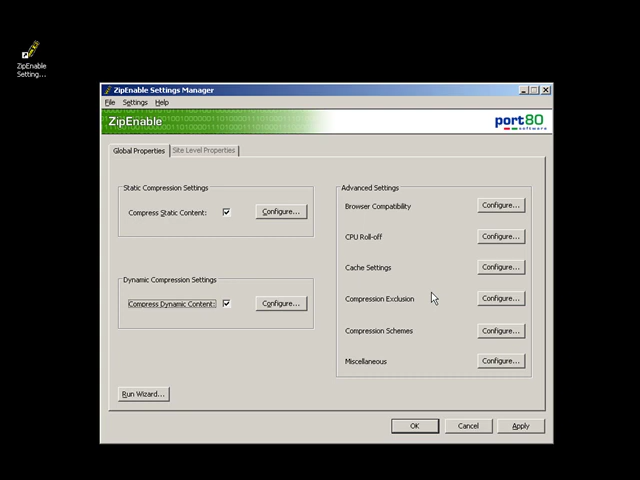 ZipEnable
Setting...
ZipEnable Settings Manager
File Settings Help
ZipEnable
port80
software
Global Properties
Site Level Properties
Static Compression Settings
Compress Static Content:
Configure...
Dynamic Compression Settings
Compress Dynamic Content:
Configure...
Advanced Settings
Browser Compatibility
Configure...
CPU Roll-off
Configure...
Cache Settings
Configure...
Compression Exclusion
Configure...
Compression Schemes
Configure...
Miscellaneous
Configure...
Run Wizard...
OK
Cancel
Apply